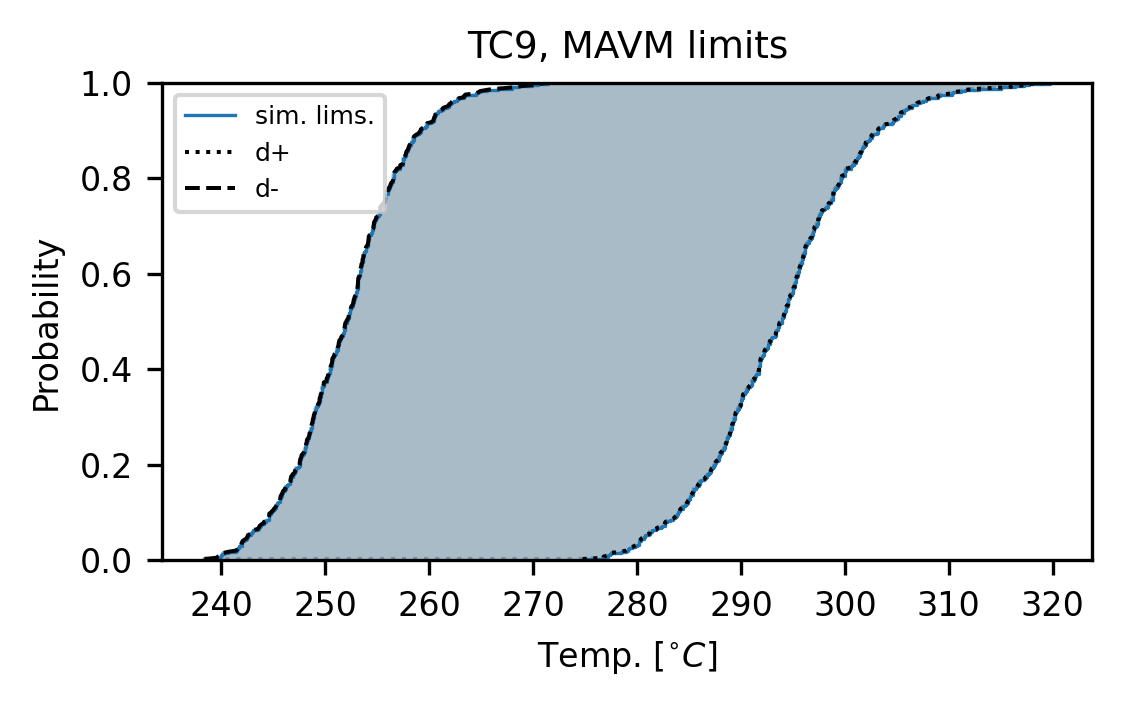 TC9, MAVM limits
sim. lims.
d+
d-
Probability
1.0
0.8
0.6
0.4
0.2
0.0
240 250 260 270 280 290 300 310 320
Temp. [°C]